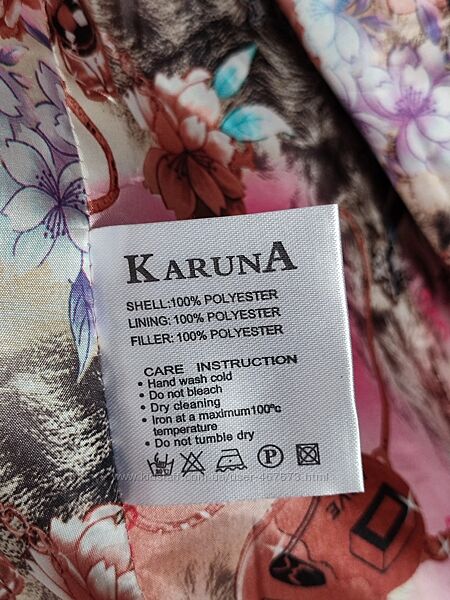 KARUNA
SHELL:100% POLYESTER
LINING: 100% POLYESTER
FILLER: 100% POLYESTER
CARE INSTRUCTION
• Hand wash cold
• Do not bleach
• Dry cleaning
• Iron at a maximum100°c
temperature
• Do not tumble dry
P